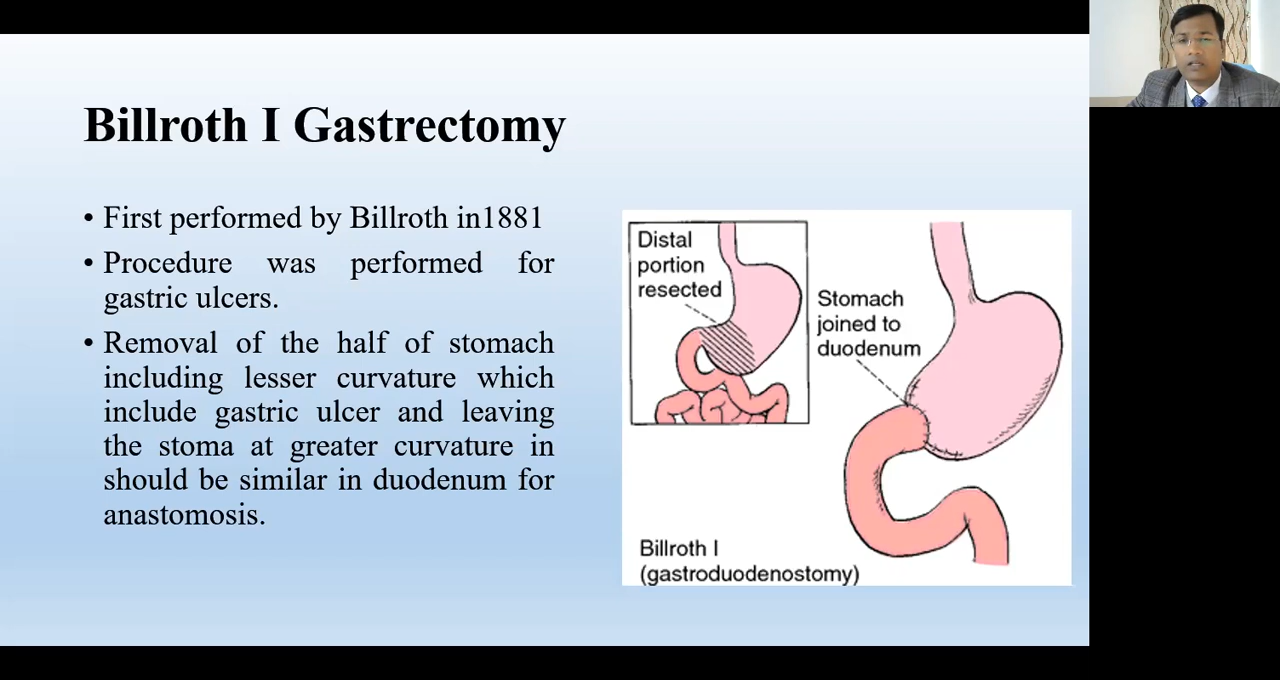 Billroth I Gastrectomy
• First performed by Billroth in1881
• Procedure was performed for
gastric ulcers.
• Removal of the half of stomach
including lesser curvature which
include gastric ulcer and leaving
the stoma at greater curvature in
should be similar in duodenum for
anastomosis.
Distal
portion
resected
Stomach
joined to
duodenum
Billroth I
(gastroduodenostomy)